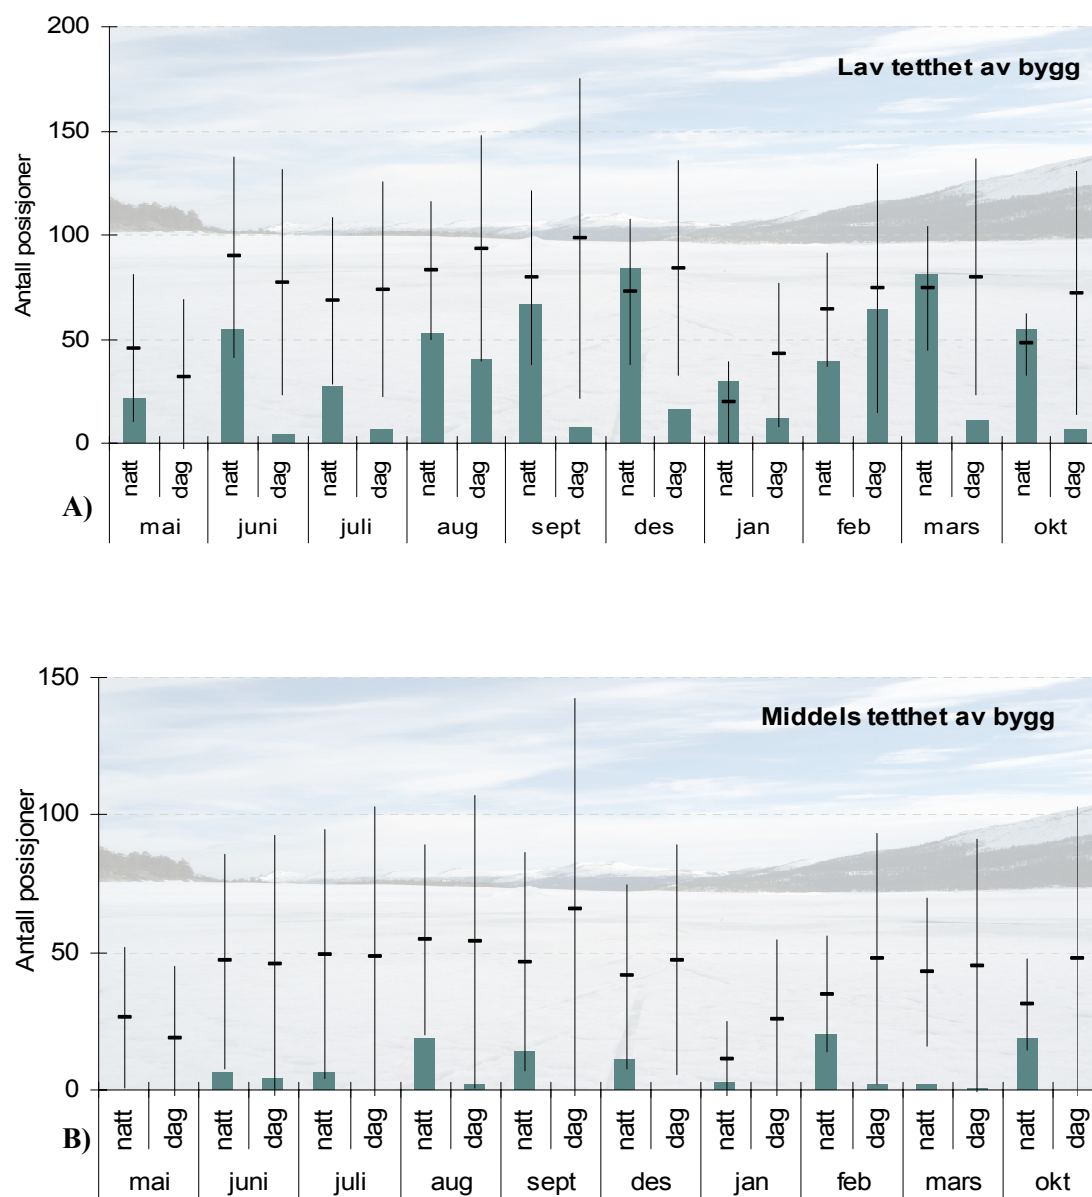 Lav tetthet av bygg
Antall posisjoner
200
150
100
50
0
natt dag natt dag natt dag natt dag natt dag natt dag natt dag natt dag natt dag natt dag
mai juni juli aug sept des jan feb mars okt
A)
Middels tetthet av bygg
Antall posisjoner
150
100
50
0
natt dag natt dag natt dag natt dag natt dag natt dag natt dag natt dag natt dag natt dag
mai juni juli aug sept des jan feb mars okt
B)